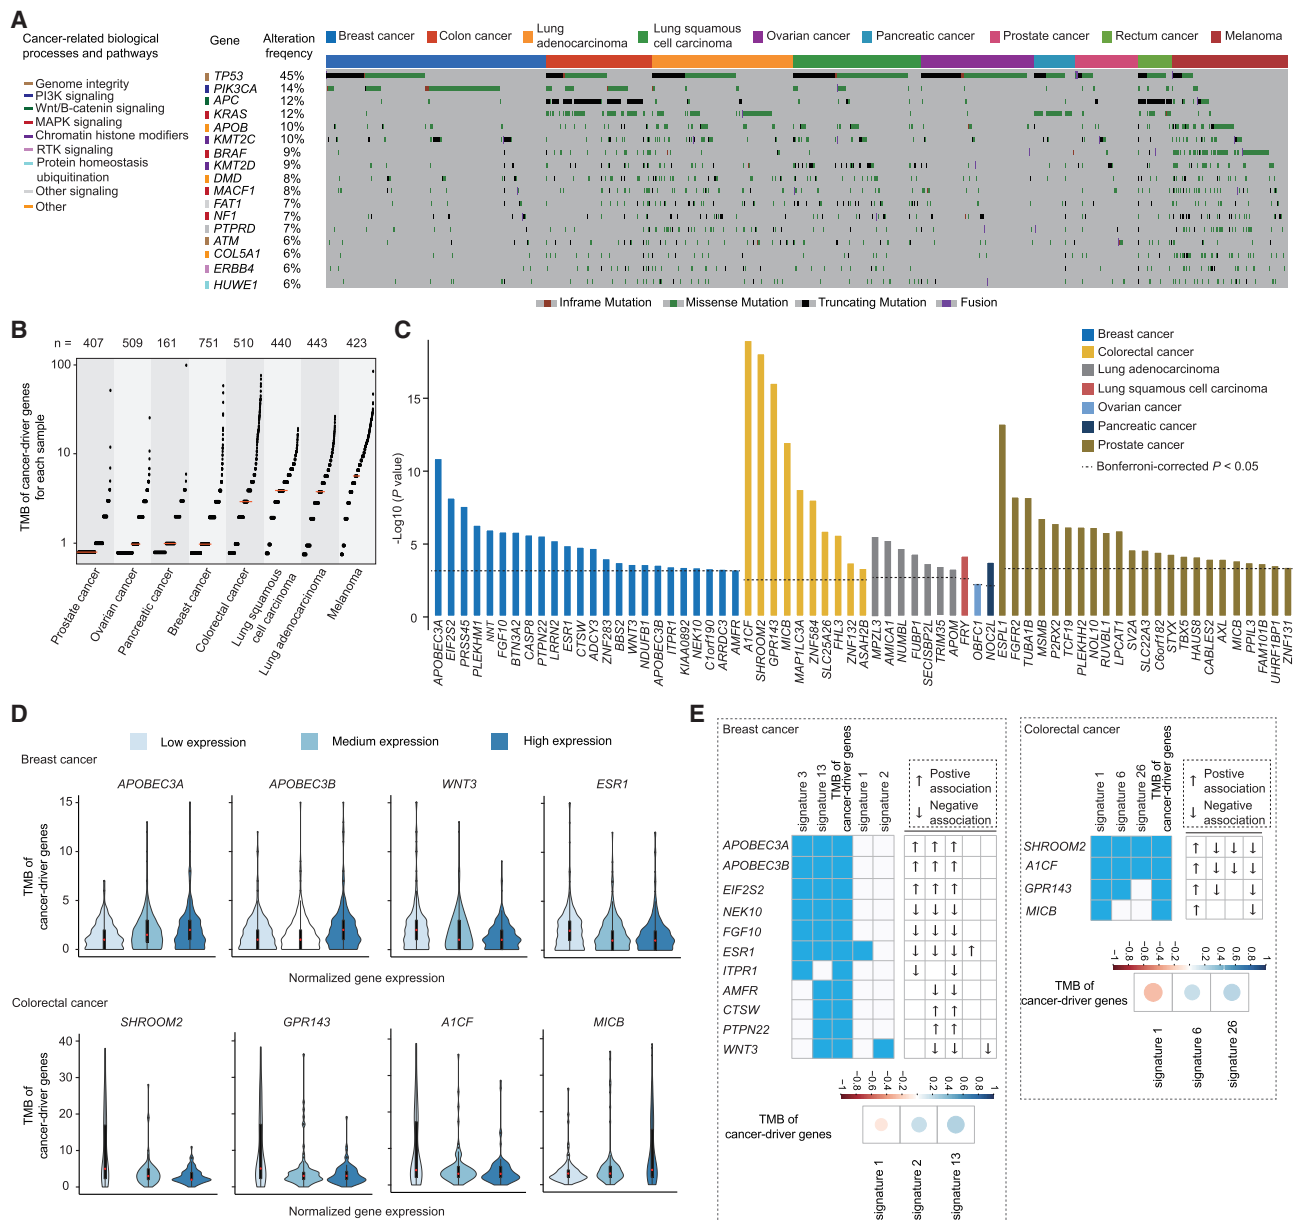 A
Cancer-related biological
processes and pathways
Genome integrity
PI3K signaling
Wnt/B-catenin signaling
MAPK signaling
Chromatin histone modifiers
RTK signaling
Protein homeostasis
ubiquitination
Other signaling
Other
Gene
Alteration
freqency
Breast cancer
Colon cancer
Lung
adenocarcinoma
Lung squamous
cell carcinoma
Ovarian cancer
Pancreatic cancer
Prostate cancer
Rectum cancer
Melanoma
TP53 45%
PIK3CA 14%
APC 12%
KRAS 12%
APOB 10%
KMT2C 10%
BRAF 9%
KMT2D 9%
DMD 8%
MACF1 8%
FAT1 7%
NF1 7%
PTPRD 7%
ATM 6%
COL5A1 6%
ERBB4 6%
HUWE1 6%
Inframe Mutation
Missense Mutation
Truncating Mutation
Fusion
B
n = 407 509 161 751 510 440 443 423
TMB of cancer-driver genes
for each sample
100
10
1
Prostate cancer
Ovarian cancer
Pancreatic cancer
Breast cancer
Colorectal cancer
Lung squamous
cell carcinoma
Lung adenocarcinoma
Melanoma
C
-Log10 (P value)
15
10
5
0
Breast cancer
Colorectal cancer
Lung adenocarcinoma
Lung squamous cell carcinoma
Ovarian cancer
Pancreatic cancer
Prostate cancer
Bonferroni-corrected P < 0.05
APOBEC3A
EIF2S2
PRSS45
PLEKHM1
NNT
FGF10
BTN3A2
CASP8
PTPN22
LRRN2
ESR1
CTSW
ADCY3
ZNF283
BBS2
WNT3
NDUFB1
APOBEC3B
ITPR1
KIAA0892
NEK10
C1orf190
ARRDC3
AMFR
A1CF
SHROOM2
GPR143
MICB
MAP1LC3A
ZNF584
SLC25A26
FHL3
ZNF132
ASAH2B
MPZL3
AMICA1
NUMBL
FUBP1
SECISBP2L
TRIM35
APOM
FRY
OBFC1
NOC2L
ESPL1
FGFR2
TUBA1B
MSMB
P2RX2
TCF19
PLEKHH2
NOL10
RUVBL1
LPCAT1
SV2A
SLC22A3
C6orf182
STYX
TBX5
HAUS8
CABLES2
AXL
MICB
PPIL3
FAM101B
UHRF1BP1
ZNF131
D
Low expression
Medium expression
High expression
Breast cancer
APOBEC3A
APOBEC3B
WNT3
ESR1
TMB of
cancer-driver genes
15
10
5
0
Normalized gene expression
Colorectal cancer
SHROOM2
GPR143
A1CF
MICB
TMB of
cancer-driver genes
40
30
20
10
0
Normalized gene expression
E
Breast cancer
signature 3
signature 13
TMB of
cancer-driver genes
signature 1
signature 2
↑ Postive
association
↓ Negative
association
APOBEC3A ↑ ↑ ↑
APOBEC3B ↑ ↑ ↑
EIF2S2 ↑ ↑ ↑
NEK10 ↓ ↓ ↓
FGF10 ↓ ↓ ↓
ESR1 ↓ ↓ ↓ ↑
ITPR1 ↓ ↓
AMFR ↓ ↓
CTSW ↑ ↑
PTPN22 ↑ ↑
WNT3 ↓ ↓ ↓
-1 -0.8 -0.6 -0.4 -0.2 0 0.2 0.4 0.6 0.8 1
TMB of
cancer-driver genes
signature 1
signature 2
signature 13
Colorectal cancer
signature 1
signature 6
signature 26
TMB of
cancer-driver genes
↑ Postive
association
↓ Negative
association
SHROOM2 ↑ ↓ ↓ ↓
A1CF ↑ ↓ ↓ ↓
GPR143 ↑ ↓ ↓
MICB ↑ ↓
-1 -0.8 -0.6 -0.4 -0.2 0 0.2 0.4 0.6 0.8 1
TMB of
cancer-driver genes
signature 1
signature 6
signature 26